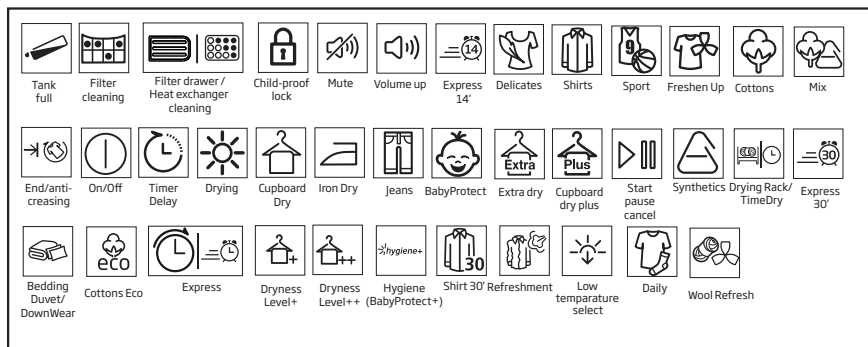 14
9
Tank
full
Filter
cleaning
Filter drawer /
Heat exchanger
cleaning
Child-proof
lock
Mute
Volume up
Express
14'
Delicates
Shirts
Sport
Freshen Up
Cottons
Mix
Extra
Plus
30
End/anti-
creasing
On/Off
Timer
Delay
Drying
Cupboard
Dry
Iron Dry
Jeans
BabyProtect
Extra dry
Cupboard
dry plus
Start
pause
cancel
Synthetics
Drying Rack/
TimeDry
Express
30'
eco
+
++
hygiene+
30
Bedding
Duvet/
DownWear
Cottons Eco
Express
Dryness
Level+
Dryness
Level++
Hygiene
(BabyProtect+)
Shirt 30'
Refreshment
Low
temparature
select
Daily
Wool Refresh